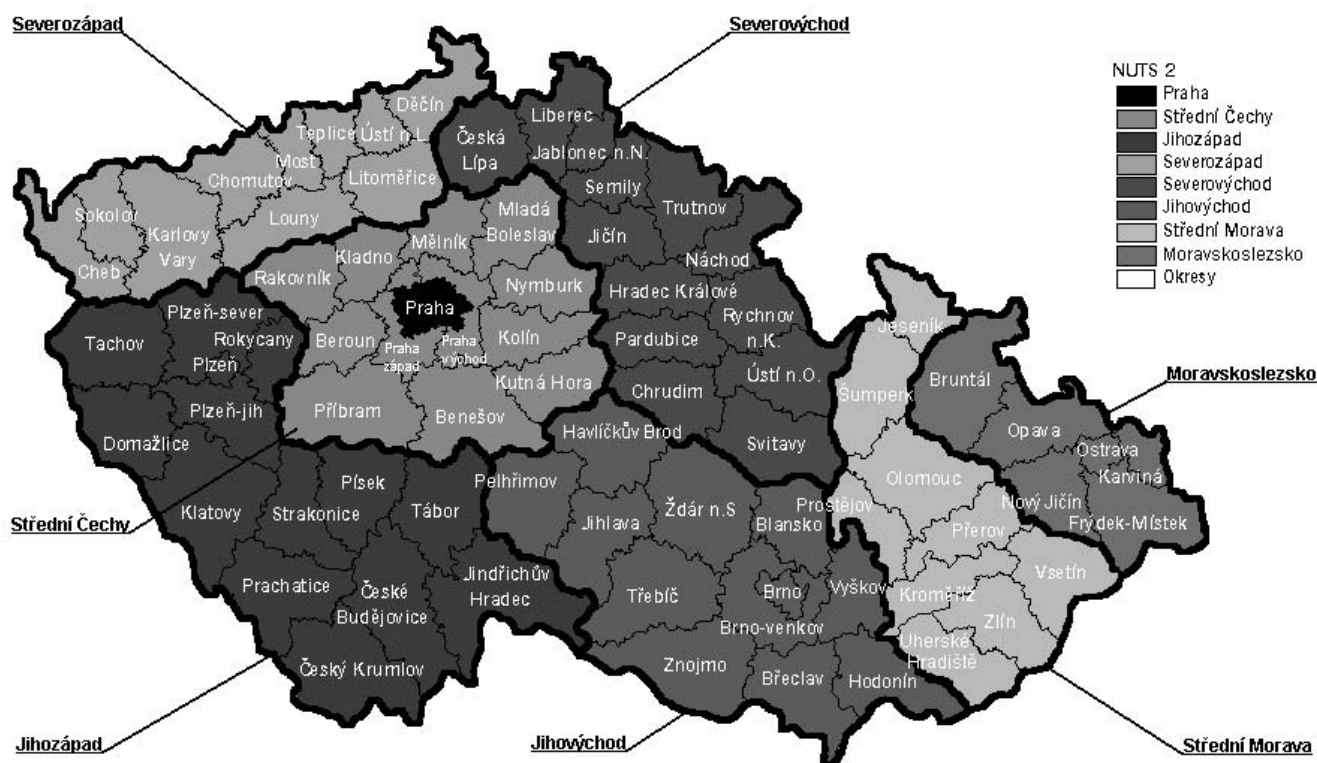 Severozápad
Severovýchod
NUTS 2
Praha
Střední Čechy
Jihozápad
Severozápad
Severovýchod
Jihovýchod
Střední Morava
Moravskoslezsko
Okresy
Děčín
Teplice
Ústí n.L.
Most
Chomutov
Litoměřice
Sokolov
Louny
Karlovy
Vary
Cheb
Liberec
Česká
Lípa
Jablonec n.N.
Semily
Trutnov
Jičín
Náchod
Hradec Králové
Rychnov
n.K.
Pardubice
Ústí n.O.
Chrudim
Svitavy
Mladá
Boleslav
Mělník
Kladno
Rakovník
Nymburk
Praha
Beroun
Praha
západ
Praha
východ
Kolín
Kutná Hora
Příbram
Benešov
Plzeň-sever
Rokycany
Tachov
Plzeň
Plzeň-jih
Domažlice
Písek
Klatovy
Strakonice
Tábor
Prachatice
České
Budějovice
Jindřichův
Hradec
Český Krumlov
Havlíčkův Brod
Pelhřimov
Jihlava
Ždár n.S
Blansko
Třebíč
Brno
Vyškov
Brno-venkov
Znojmo
Břeclav
Hodonín
Jeseník
Šumperk
Olomouc
Prostějov
Přerov
Vsetín
Kroměříž
Zlín
Uherské
Hradiště
Bruntál
Opava
Ostrava
Karviná
Nový Jičín
Frýdek-Místek
Moravskoslezsko
Střední Čechy
Jihozápad
Jihovýchod
Střední Morava